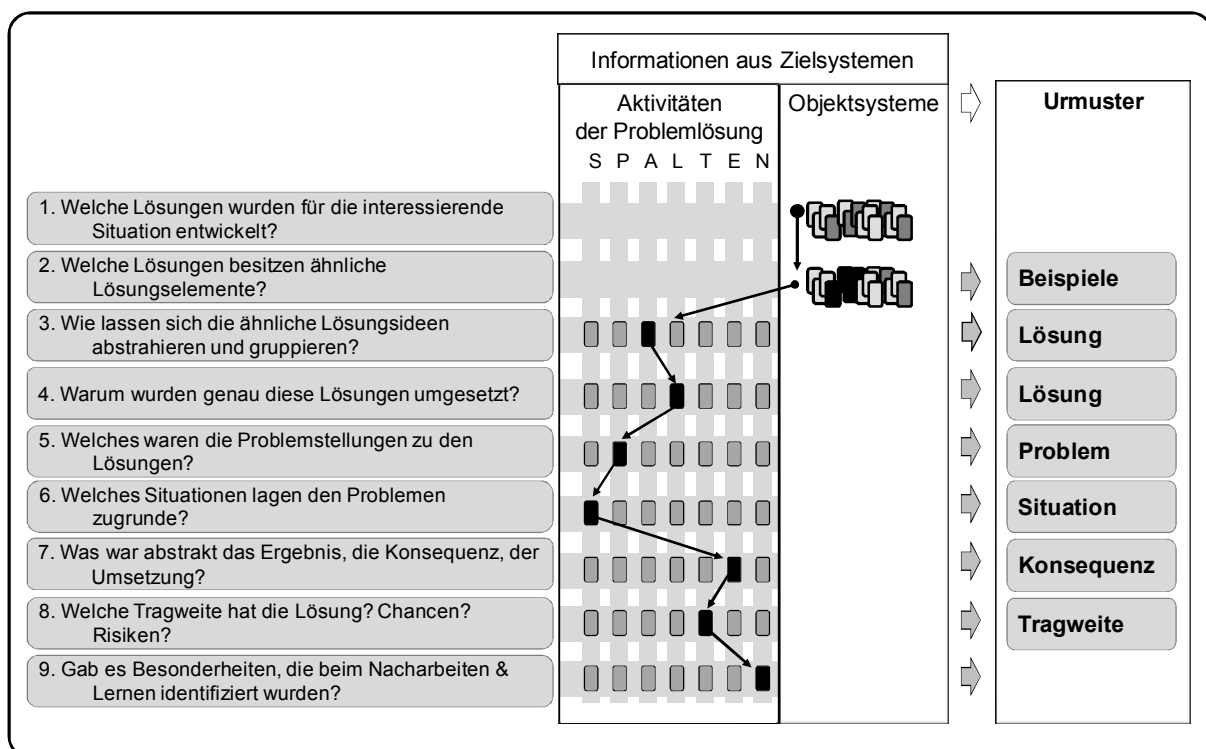 Informationen aus Zielsystemen
Aktivitäten
der Problemlösung
Objektsysteme
Urmuster
S P A L T E N
1. Welche Lösungen wurden für die interessierende
Situation entwickelt?
2. Welche Lösungen besitzen ähnliche
Lösungselemente?
Beispiele
3. Wie lassen sich die ähnliche Lösungsideen
abstrahieren und gruppieren?
Lösung
4. Warum wurden genau diese Lösungen umgesetzt?
Lösung
5. Welches waren die Problemstellungen zu den
Lösungen?
Problem
6. Welches Situationen lagen den Problemen
zugrunde?
Situation
7. Was war abstrakt das Ergebnis, die Konsequenz, der
Umsetzung?
Konsequenz
8. Welche Tragweite hat die Lösung? Chancen?
Risiken?
Tragweite
9. Gab es Besonderheiten, die beim Nacharbeiten &
Lernen identifiziert wurden?